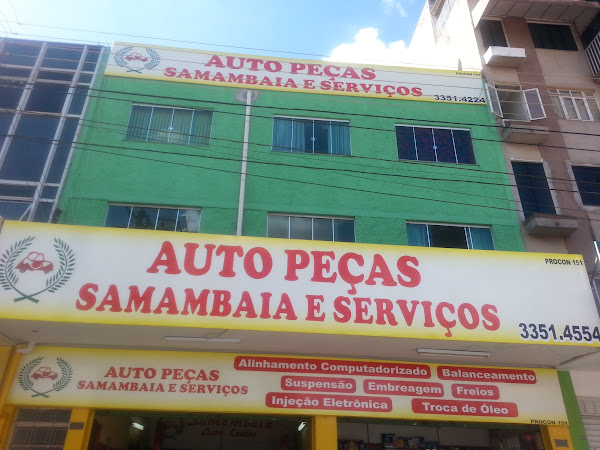 AUTO PEÇAS
SAMAMBAIA E SERVIÇOS
PROCON 151
3351.4224
AUTO PEÇAS
SAMAMBAIA E SERVIÇOS
PROCON 151
3351.4554
AUTO PEÇAS
SAMAMBAIA E SERVIÇOS
Alinhamento Computadorizado
Balanceamento
Suspensão
Embreagem
Freios
Injeção Eletrônica
Troca de Óleo
PROCON 151
Samambaia